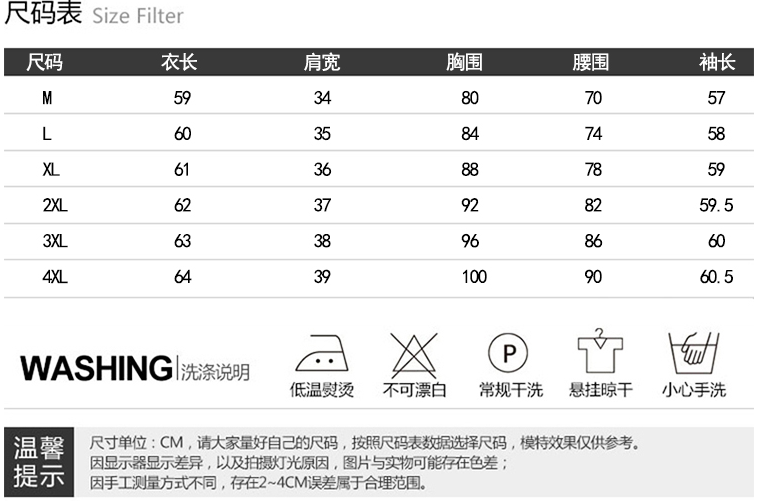 尺码表 Size Filter
尺码 衣长 肩宽 胸围 腰围 袖长
M 59 34 80 70 57
L 60 35 84 74 58
XL 61 36 88 78 59
2XL 62 37 92 82 59.5
3XL 63 38 96 86 60
4XL 64 39 100 90 60.5
P
WASHING 洗涤说明
低温熨烫 不可漂白 常规干洗 悬挂晾干 小心手洗
温馨提示
尺寸单位：CM，请大家量好自己的尺码，按照尺码表数据选择尺码，模特效果仅供参考。
因显示器显示差异，以及拍摄灯光原因，图片与实物可能存在色差；
因手工测量方式不同，存在2~4CM误差属于合理范围。